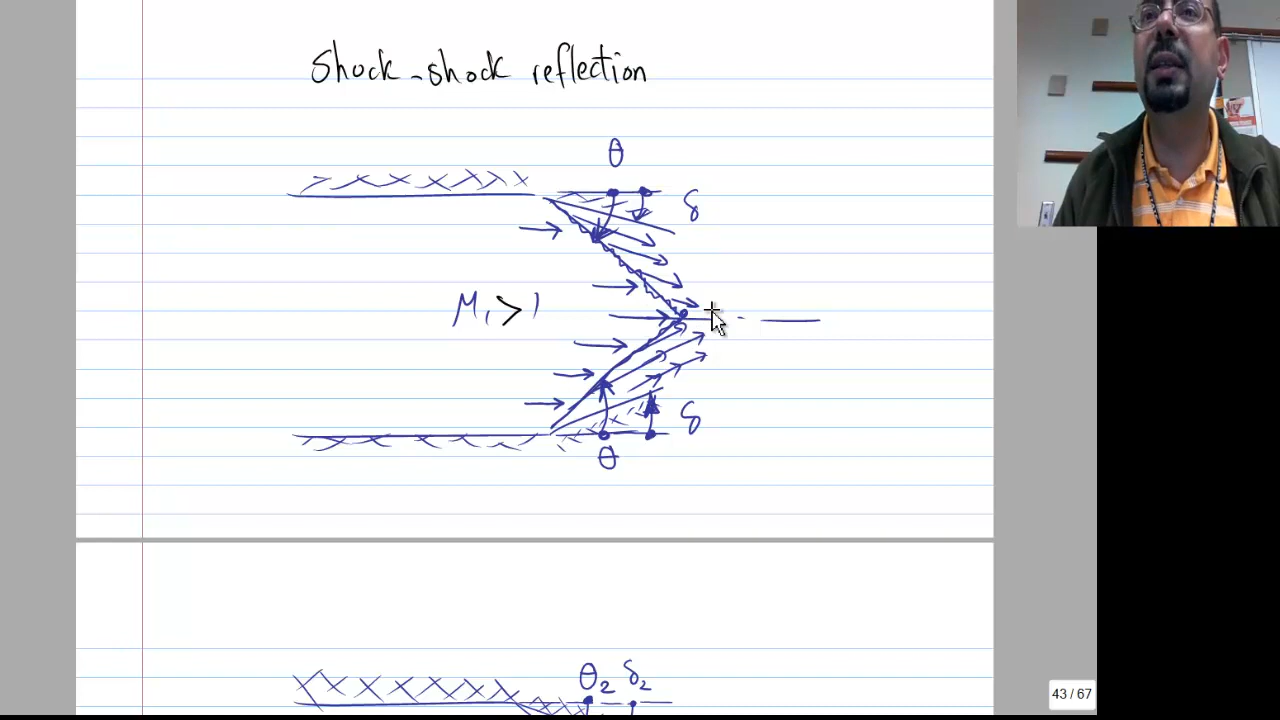 Shock-shock reflection
θ
δ
M₁ > 1
δ
θ
θ₂ δ₂
43 / 67